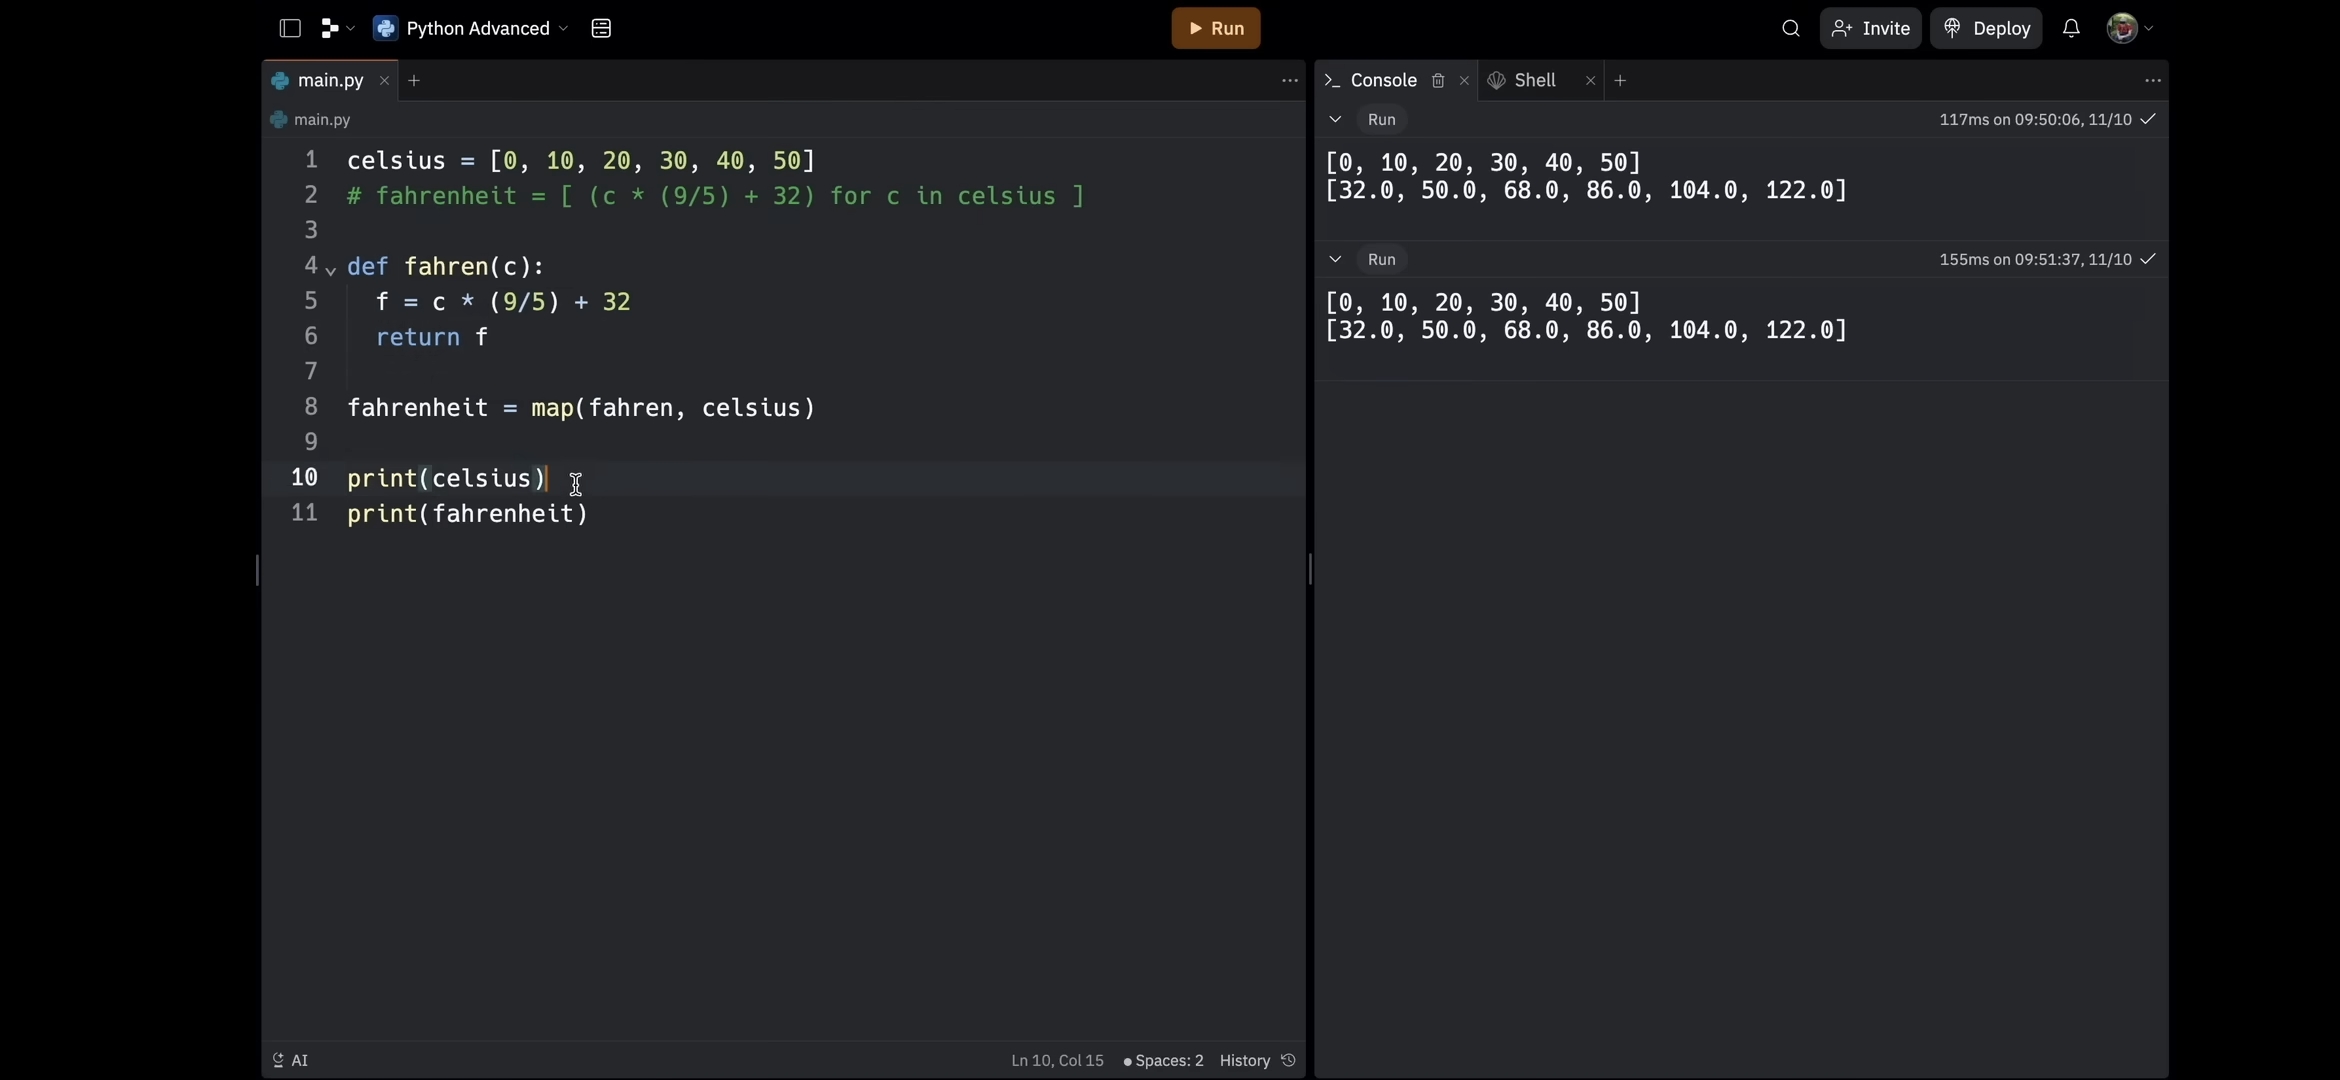 Python Advanced
Run
Invite
Deploy
main.py
Console
Shell
main.py
Run
117ms on 09:50:06, 11/10
1 celsius = [0, 10, 20, 30, 40, 50]
2 # fahrenheit = [ (c * (9/5) + 32) for c in celsius ]
3
4 def fahren(c):
5 f = c * (9/5) + 32
6 return f
7
8 fahrenheit = map(fahren, celsius)
9
10 print(celsius)
11 print(fahrenheit)
[0, 10, 20, 30, 40, 50]
[32.0, 50.0, 68.0, 86.0, 104.0, 122.0]
Run
155ms on 09:51:37, 11/10
[0, 10, 20, 30, 40, 50]
[32.0, 50.0, 68.0, 86.0, 104.0, 122.0]
AI
Ln 10, Col 15
Spaces: 2
History